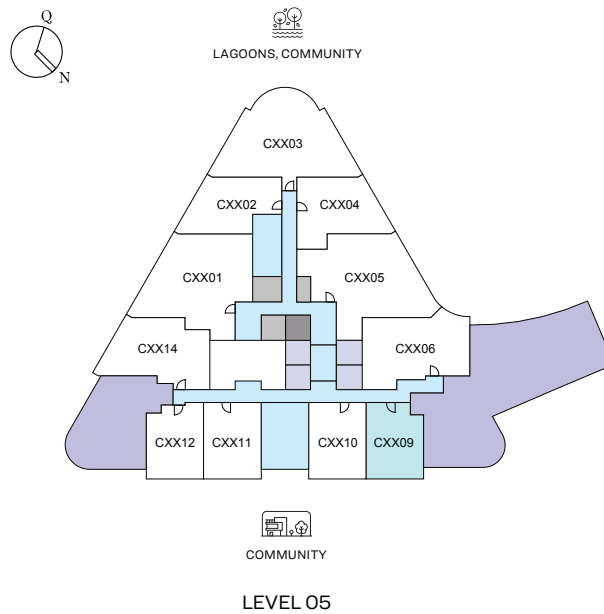 Q
N
LAGOONS, COMMUNITY
CXX03
CXX02
CXX04
CXX01
CXX05
CXX14
CXX06
CXX12
CXX11
CXX10
CXX09
COMMUNITY
LEVEL 05